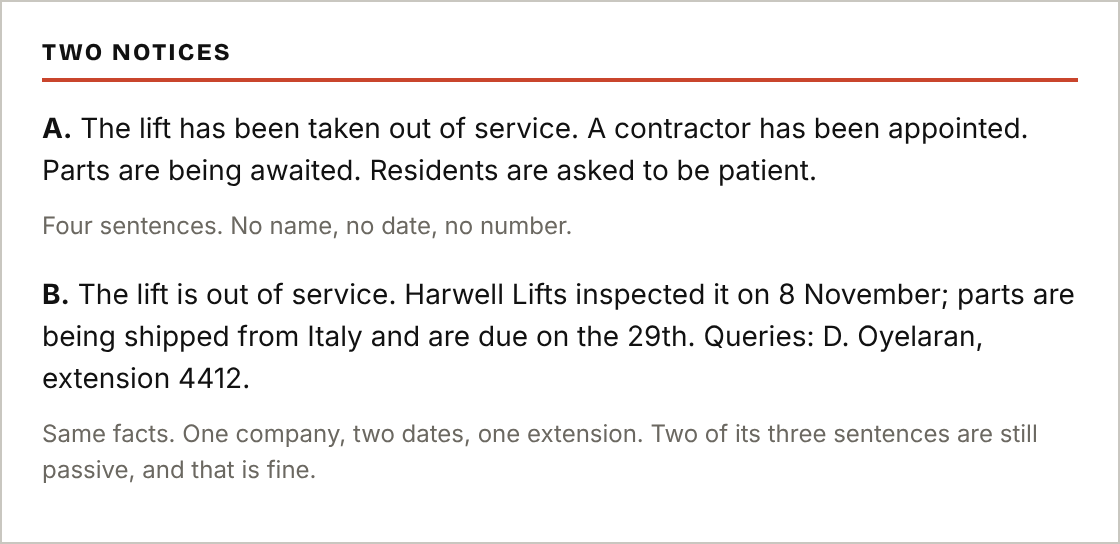 TWO NOTICES
A. The lift has been taken out of service. A contractor has been appointed.
Parts are being awaited. Residents are asked to be patient.
Four sentences. No name, no date, no number.
B. The lift is out of service. Harwell Lifts inspected it on 8 November; parts are
being shipped from Italy and are due on the 29th. Queries: D. Oyelaran,
extension 4412.
Same facts. One company, two dates, one extension. Two of its three sentences are still
passive, and that is fine.